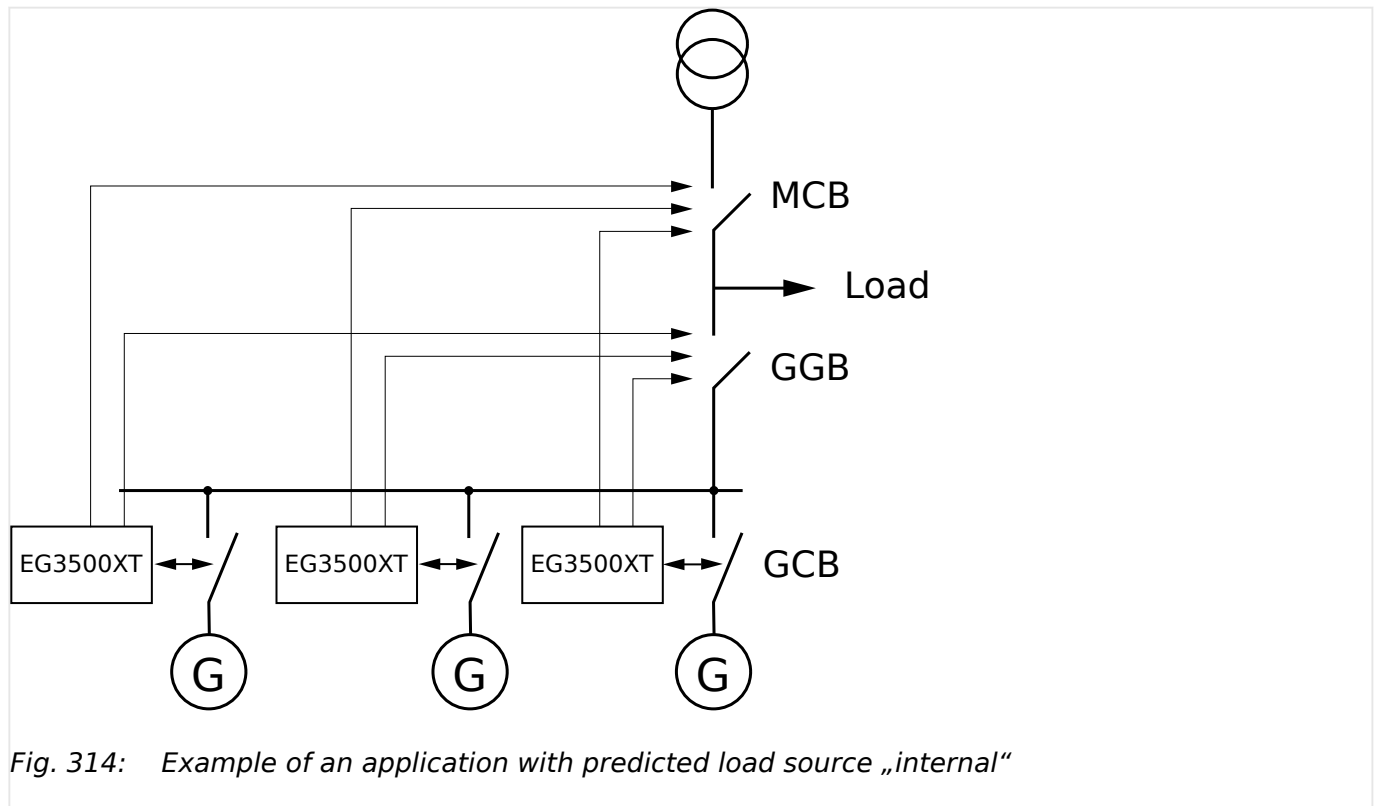 MCB
Load
GGB
EG3500XT
EG3500XT
EG3500XT
GCB
G
G
G
Fig. 314: Example of an application with predicted load source „internal“